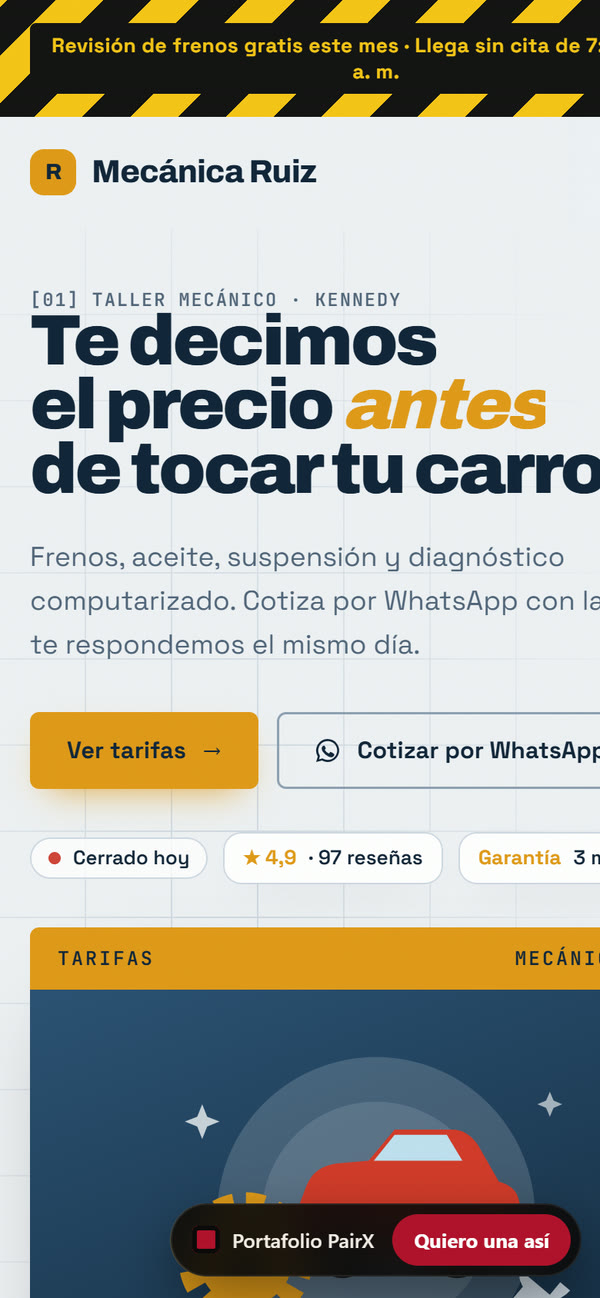 Revisión de frenos gratis este mes · Llega sin cita de 7:
a. m.
R Mecánica Ruiz
[01] TALLER MECÁNICO · KENNEDY
Te decimos
el precio antes
de tocar tu carro
Frenos, aceite, suspensión y diagnóstico
computarizado. Cotiza por WhatsApp con la
te respondemos el mismo día.
Ver tarifas → Cotizar por WhatsApp
Cerrado hoy ★ 4,9 · 97 reseñas Garantía 3
TARIFAS
Portafolio PairX Quiero una así